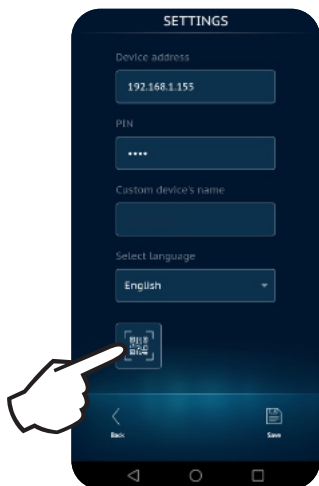 SETTINGS
Device address
192.168.1.155
PIN
••••
Custom device's name
Select language
English
Back
Save